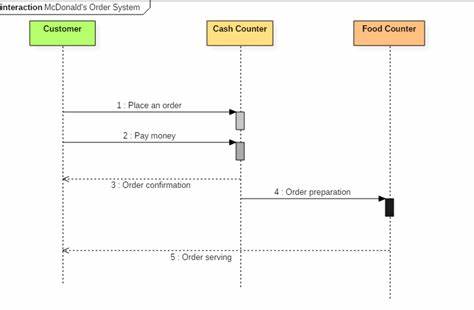 interaction McDonald's Order System
Customer
Cash Counter
Food Counter
1 : Place an order
2 : Pay money
3 : Order confirmation
4 : Order preparation
5 : Order serving